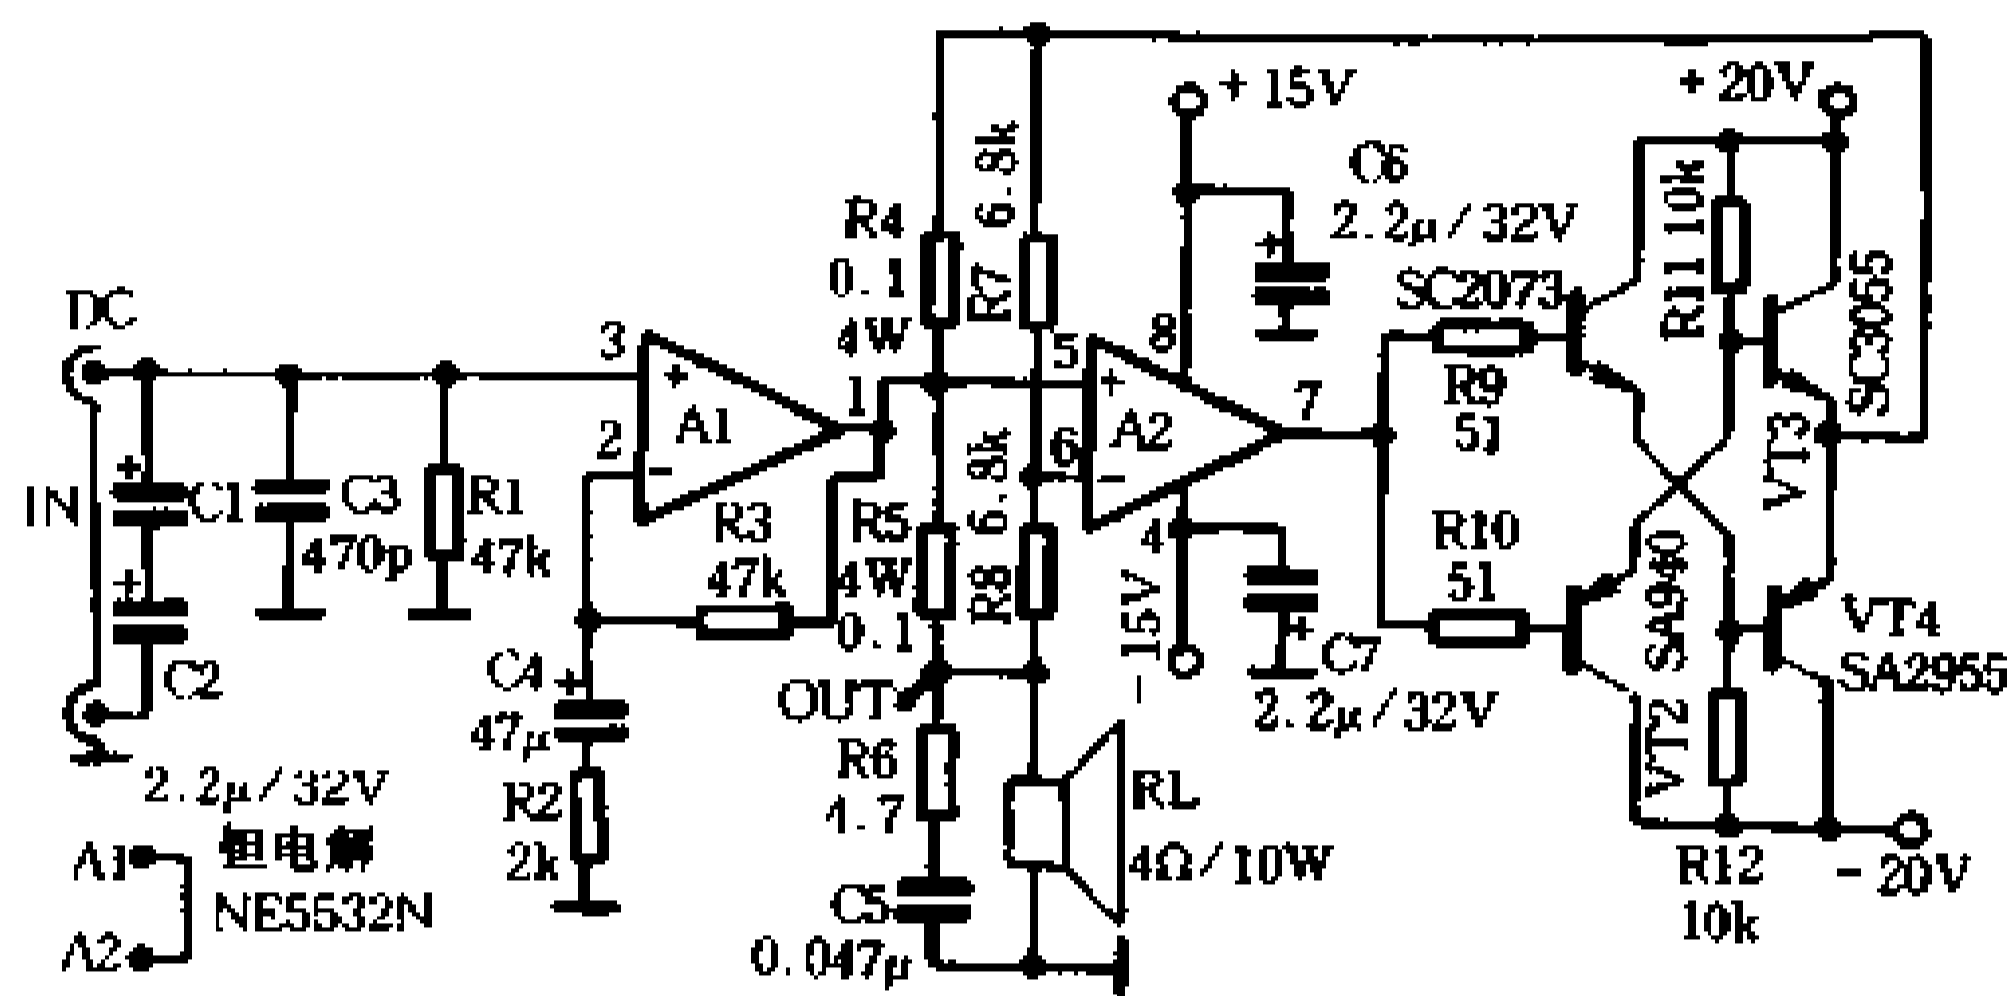 DC
IN
C1
C2
2.2μ/32V
钽电解
NE5532N
A1
A2
C3
470p
R1
47k
3
2
A1
1
R3
47k
C4
47μ
R2
2k
R4
0.1
4W
R7
6.8k
R5
4W
0.1
R8
6.8k
OUT
R6
4.7
C5
0.047μ
RL
4Ω/10W
5
6
A2
8
4
7
+15V
C6
2.2μ/32V
-15V
C7
2.2μ/32V
SC2073
R9
51
R10
51
SA940
VT2
R11 10k
+20V
SC3055
VT3
VT4
SA2955
R12
10k
-20V